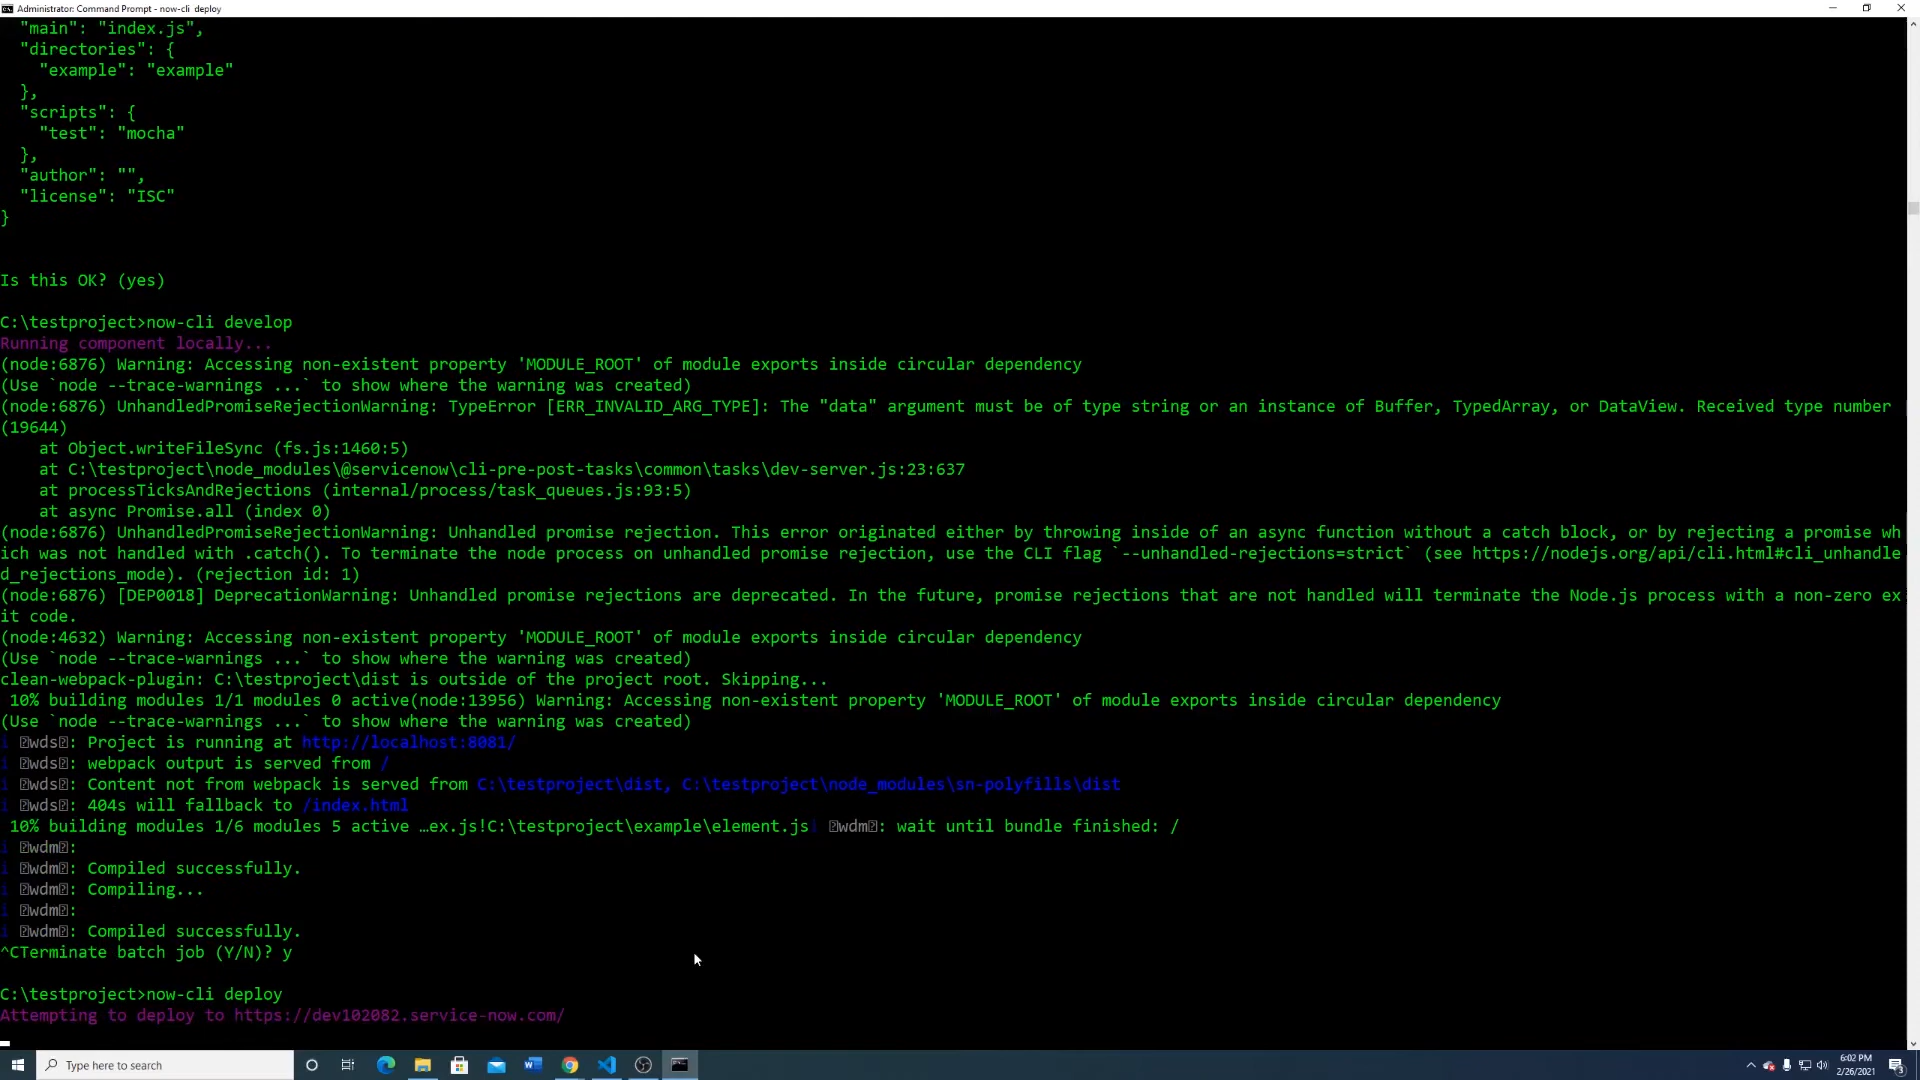 Administrator: Command Prompt - now-cli deploy
"main": "index.js",
"directories": {
"example": "example"
},
"scripts": {
"test": "mocha"
},
"author": "",
"license": "ISC"
}
Is this OK? (yes)
C:\testproject>now-cli develop
Running component locally...
(node:6876) Warning: Accessing non-existent property 'MODULE_ROOT' of module exports inside circular dependency
(Use `node --trace-warnings ...` to show where the warning was created)
(node:6876) UnhandledPromiseRejectionWarning: TypeError [ERR_INVALID_ARG_TYPE]: The "data" argument must be of type string or an instance of Buffer, TypedArray, or DataView. Received type number
(19644)
at Object.writeFileSync (fs.js:1460:5)
at C:\testproject\node_modules\@servicenow\cli-pre-post-tasks\common\tasks\dev-server.js:23:637
at processTicksAndRejections (internal/process/task_queues.js:93:5)
at async Promise.all (index 0)
(node:6876) UnhandledPromiseRejectionWarning: Unhandled promise rejection. This error originated either by throwing inside of an async function without a catch block, or by rejecting a promise wh
ich was not handled with .catch(). To terminate the node process on unhandled promise rejection, use the CLI flag `--unhandled-rejections=strict` (see https://nodejs.org/api/cli.html#cli_unhandle
d_rejections_mode). (rejection id: 1)
(node:6876) [DEP0018] DeprecationWarning: Unhandled promise rejections are deprecated. In the future, promise rejections that are not handled will terminate the Node.js process with a non-zero ex
it code.
(node:4632) Warning: Accessing non-existent property 'MODULE_ROOT' of module exports inside circular dependency
(Use `node --trace-warnings ...` to show where the warning was created)
clean-webpack-plugin: C:\testproject\dist is outside of the project root. Skipping...
10% building modules 1/1 modules 0 active(node:13956) Warning: Accessing non-existent property 'MODULE_ROOT' of module exports inside circular dependency
(Use `node --trace-warnings ...` to show where the warning was created)
i ⍰wds⍰: Project is running at http://localhost:8081/
i ⍰wds⍰: webpack output is served from /
i ⍰wds⍰: Content not from webpack is served from C:\testproject\dist, C:\testproject\node_modules\sn-polyfills\dist
i ⍰wds⍰: 404s will fallback to /index.html
10% building modules 1/6 modules 5 active …ex.js!C:\testproject\example\element.jsi ⍰wdm⍰: wait until bundle finished: /
i ⍰wdm⍰:
i ⍰wdm⍰: Compiled successfully.
i ⍰wdm⍰: Compiling...
i ⍰wdm⍰:
i ⍰wdm⍰: Compiled successfully.
^CTerminate batch job (Y/N)? y
C:\testproject>now-cli deploy
Attempting to deploy to https://dev102082.service-now.com/
Type here to search
6:02 PM
2/26/2021
3